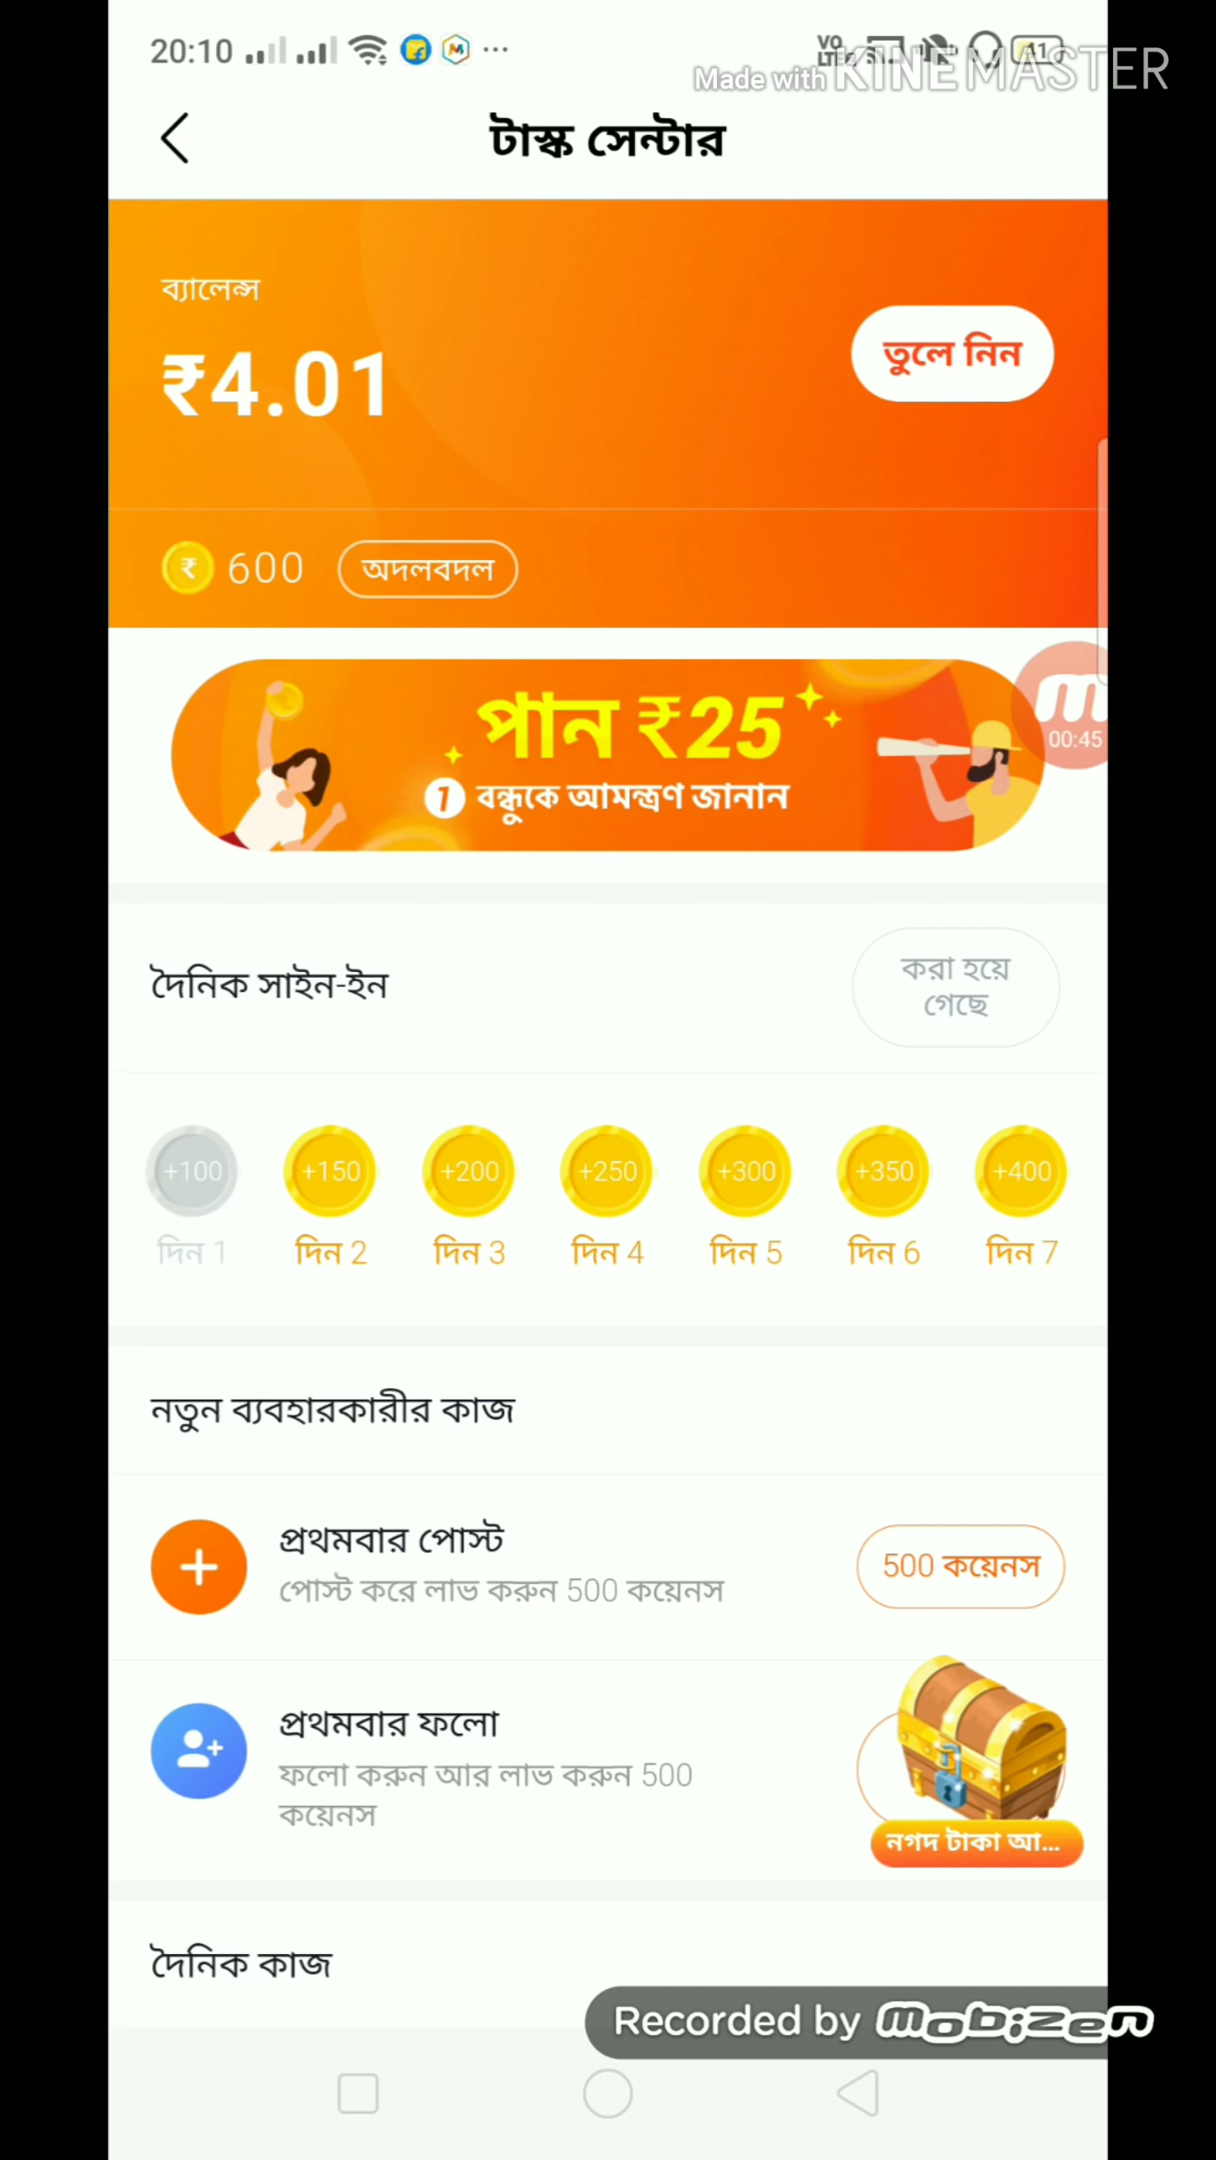 20:10
Made with KINEMASTER
টাস্ক সেন্টার
ব্যালেন্স
₹4.01
তুলে নিন
₹ 600 অদলবদল
পান ₹25
1 বন্ধুকে আমন্ত্রণ জানান
00:45
দৈনিক সাইন-ইন
করা হয়ে
গেছে
+100 +150 +200 +250 +300 +350 +400
দিন 1 দিন 2 দিন 3 দিন 4 দিন 5 দিন 6 দিন 7
নতুন ব্যবহারকারীর কাজ
প্রথমবার পোস্ট
পোস্ট করে লাভ করুন 500 কয়েনস
500 কয়েনস
প্রথমবার ফলো
ফলো করুন আর লাভ করুন 500
কয়েনস
নগদ টাকা আ...
দৈনিক কাজ
Recorded by mobizen